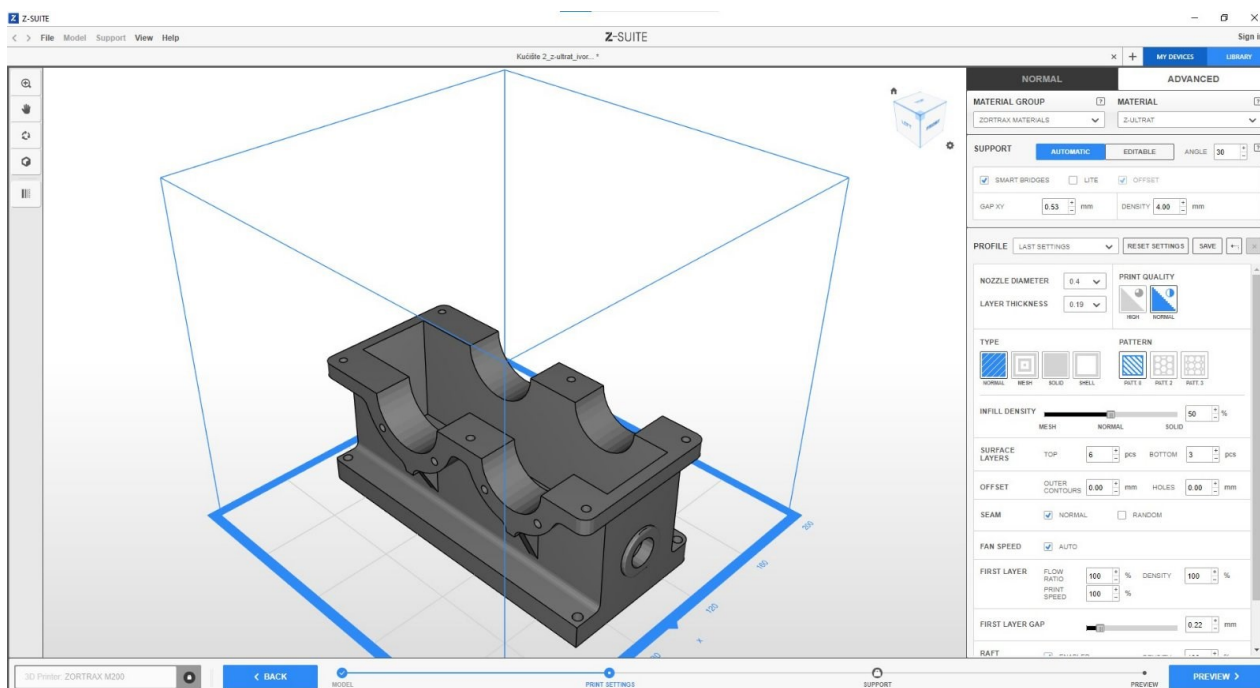 Z-SUITE
File Model Support View Help
Z-SUITE
Sign i
Kućište 2_z-ultrat_ivor... *
MY DEVICES LIBRARY
NORMAL ADVANCED
MATERIAL GROUP ? MATERIAL ?
ZORTRAX MATERIALS Z-ULTRAT
SUPPORT AUTOMATIC EDITABLE ANGLE 30 ?
SMART BRIDGES LITE OFFSET
GAP XY 0.53 mm DENSITY 4.00 mm
PROFILE LAST SETTINGS RESET SETTINGS SAVE
NOZZLE DIAMETER 0.4 PRINT QUALITY
LAYER THICKNESS 0.19
HIGH NORMAL
TYPE PATTERN
NORMAL MESH SOLID SHELL PATT. 2 PATT. 3
INFILL DENSITY 50 %
MESH NORMAL SOLID
SURFACE LAYERS TOP 6 pcs BOTTOM 3 pcs
OFFSET OUTER CONTOURS 0.00 mm HOLES 0.00 mm
SEAM NORMAL RANDOM
FAN SPEED AUTO
FIRST LAYER FLOW RATIO 100 % DENSITY 100 %
PRINT SPEED 100 %
FIRST LAYER GAP 0.22 mm
RAFT
200
160
120
X
3D Printer: ZORTRAX M200 < BACK MODEL PRINT SETTINGS SUPPORT PREVIEW PREVIEW >